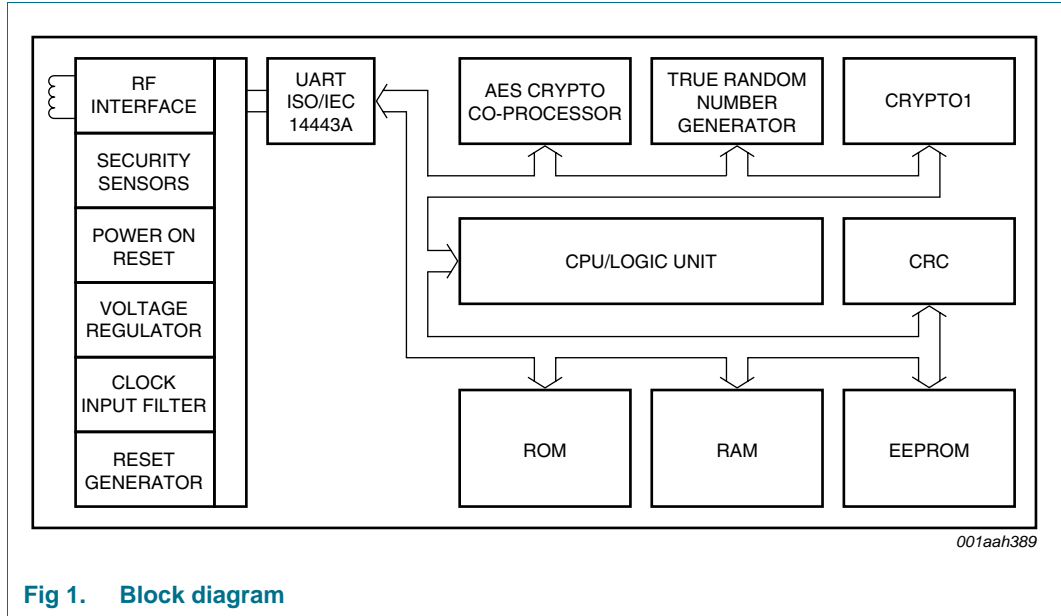 RF
INTERFACE
SECURITY
SENSORS
POWER ON
RESET
VOLTAGE
REGULATOR
CLOCK
INPUT FILTER
RESET
GENERATOR
UART
ISO/IEC
14443A
AES CRYPTO
CO-PROCESSOR
TRUE RANDOM
NUMBER
GENERATOR
CRYPTO1
CPU/LOGIC UNIT
CRC
ROM
RAM
EEPROM
001aah389
Fig 1. Block diagram